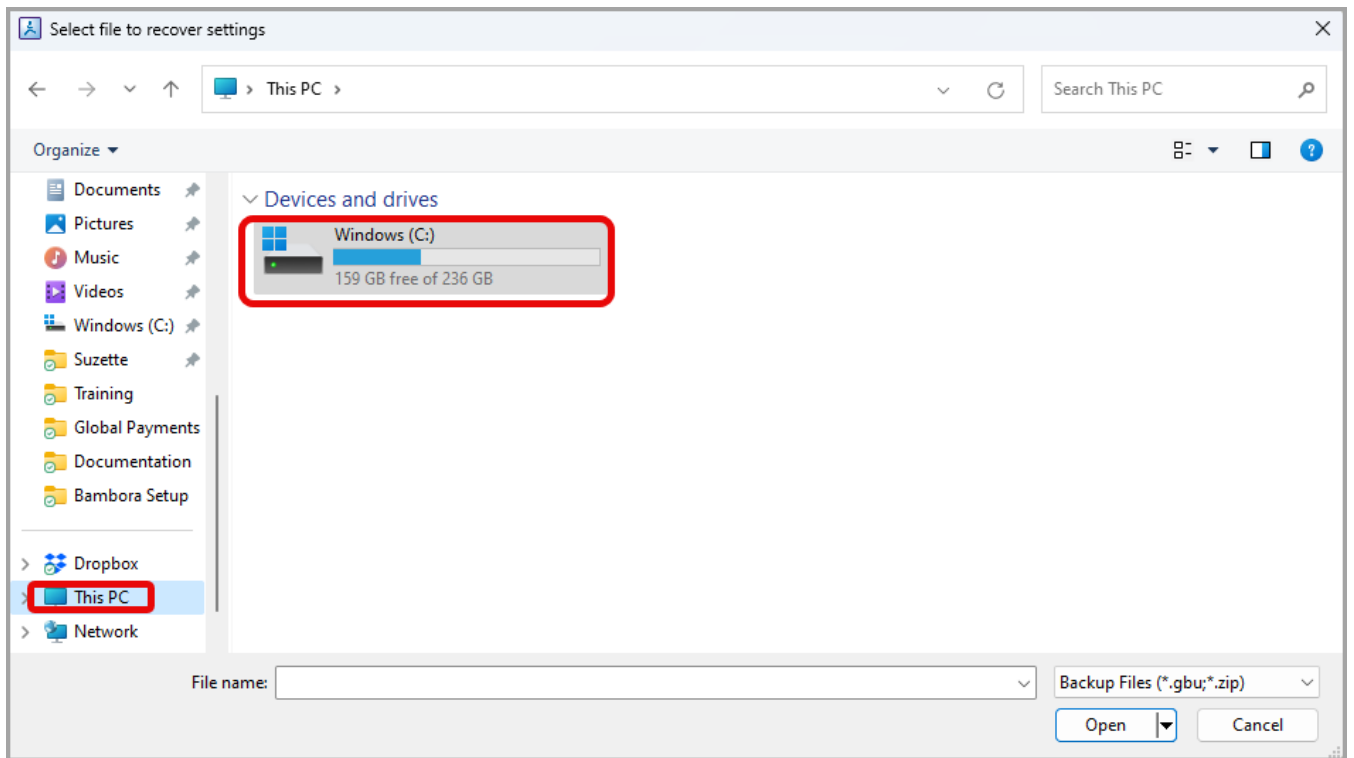 Select file to recover settings
This PC
Search This PC
Organize
Documents
Pictures
Music
Videos
Windows (C:)
Suzette
Training
Global Payments
Documentation
Bambora Setup
Dropbox
This PC
Network
Devices and drives
Windows (C:)
159 GB free of 236 GB
File name:
Backup Files (*.gbu;*.zip)
Open
Cancel